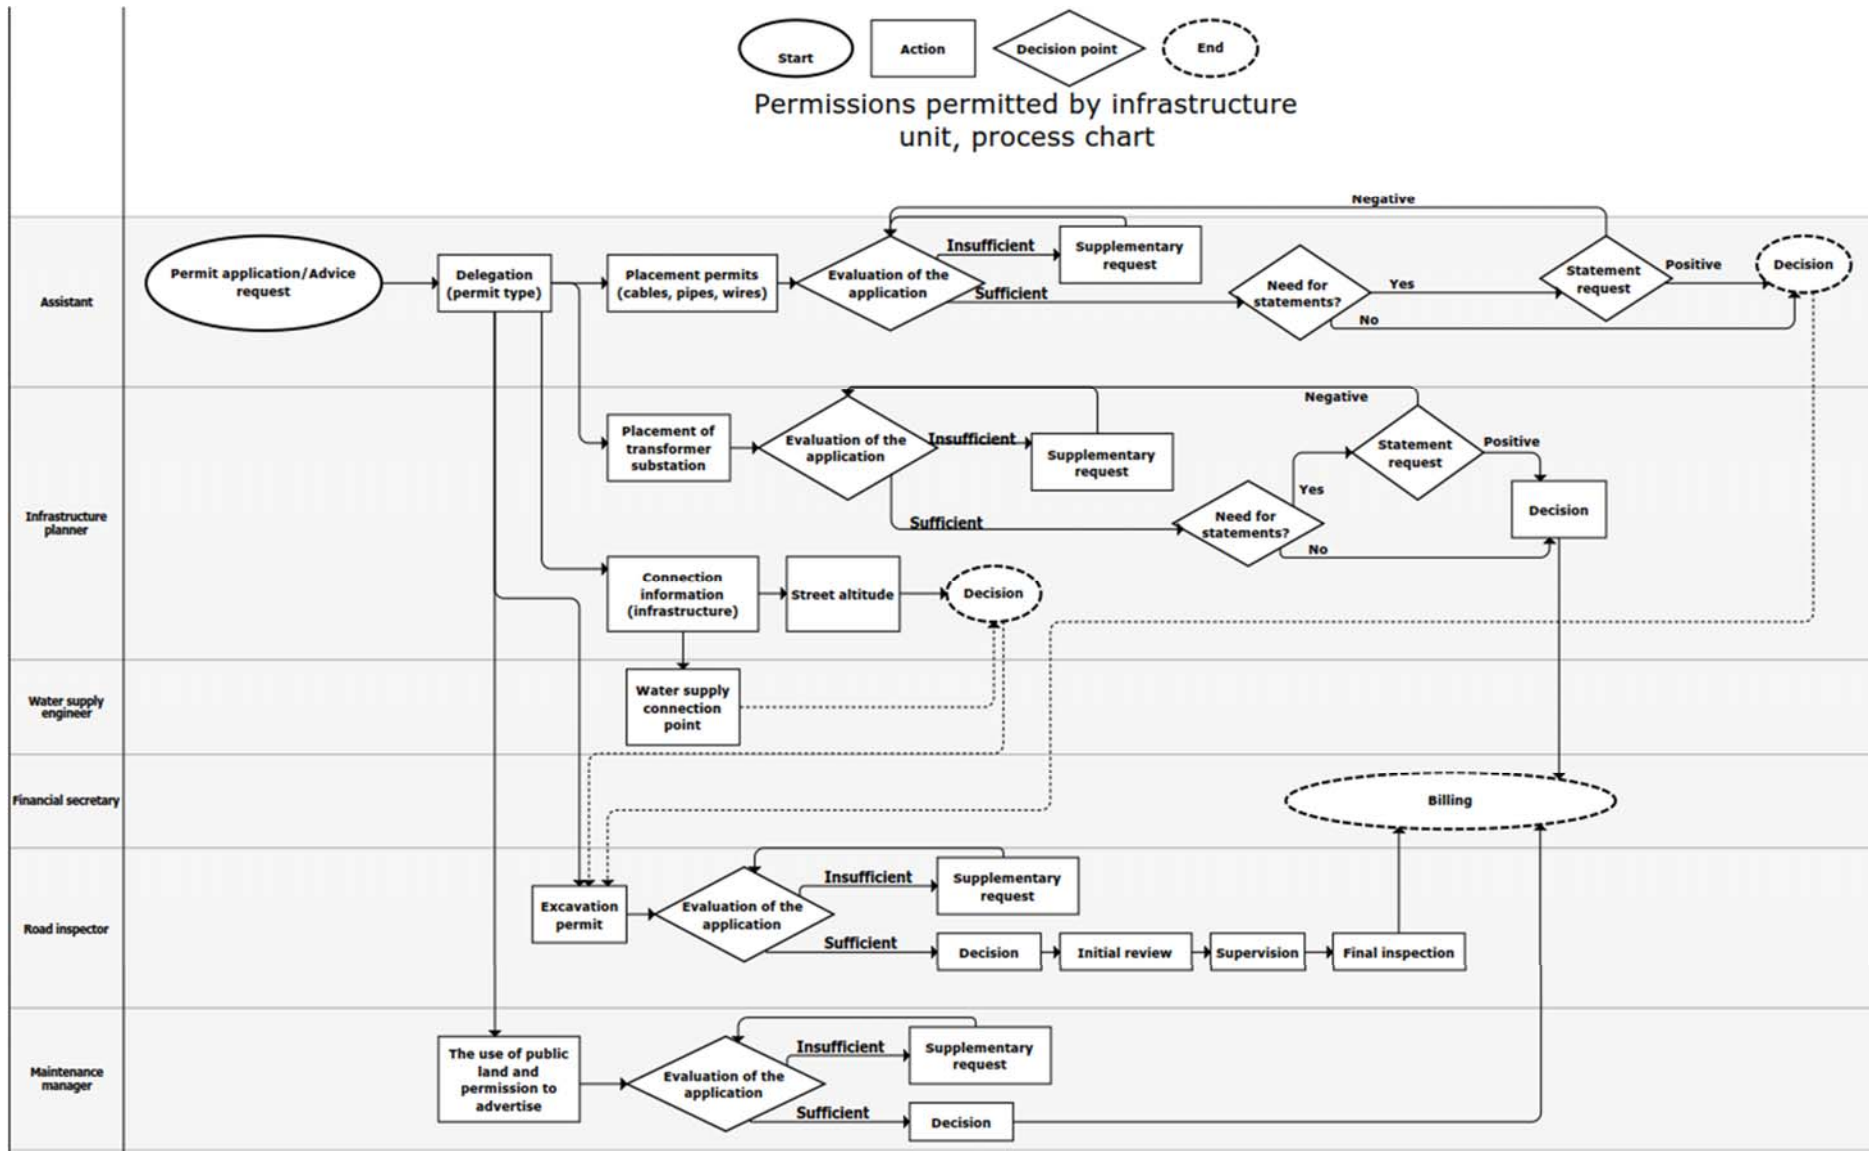 Start
Action
Decision point
End
Permissions permitted by infrastructure
unit, process chart
Assistant
Permit application/Advice
request
Delegation
(permit type)
Placement permits
(cables, pipes, wires)
Evaluation of the
application
Insufficient
Supplementary
request
Sufficient
Need for
statements?
Yes
No
Statement
request
Negative
Positive
Decision
Infrastructure
planner
Placement of
transformer
substation
Evaluation of the
application
Insufficient
Supplementary
request
Sufficient
Need for
statements?
Yes
No
Statement
request
Negative
Positive
Decision
Connection
information
(infrastructure)
Street altitude
Decision
Water supply
engineer
Water supply
connection
point
Financial secretary
Billing
Road inspector
Excavation
permit
Evaluation of the
application
Insufficient
Supplementary
request
Sufficient
Decision
Initial review
Supervision
Final inspection
Maintenance
manager
The use of public
land and
permission to
advertise
Evaluation of the
application
Insufficient
Supplementary
request
Sufficient
Decision